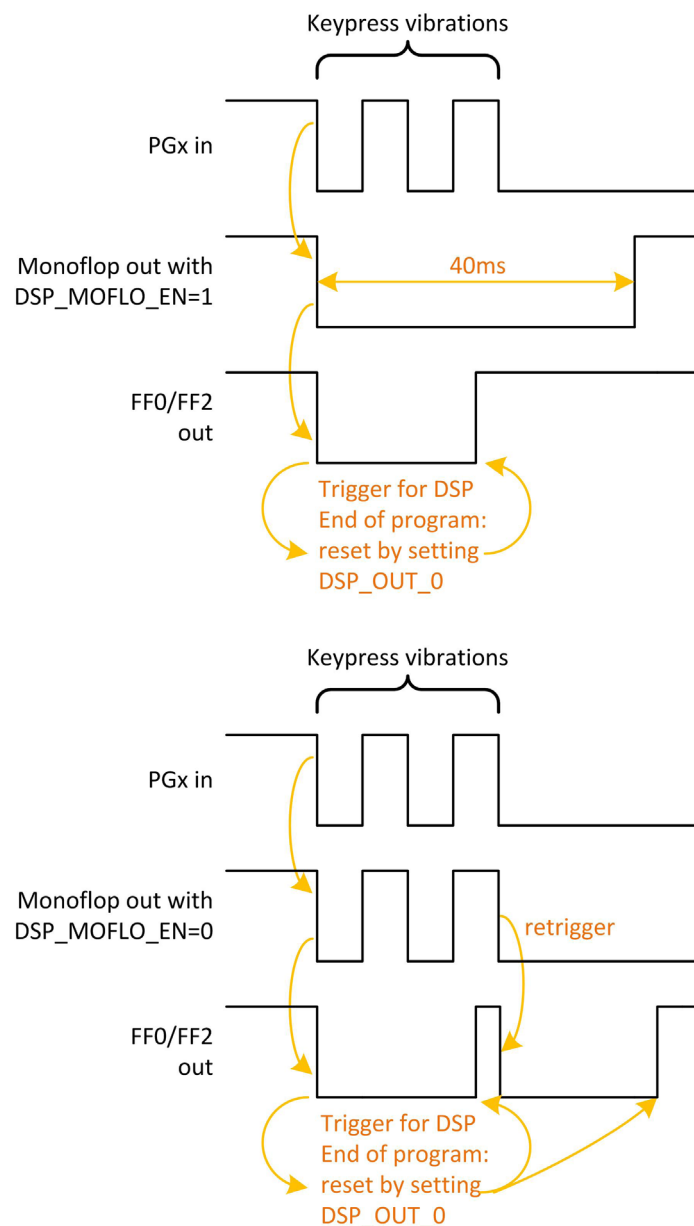 Keypress vibrations
PGx in
Monoflop out with
DSP_MOFLO_EN=1
40ms
FF0/FF2
out
Trigger for DSP
End of program:
reset by setting
DSP_OUT_0
Keypress vibrations
PGx in
Monoflop out with
DSP_MOFLO_EN=0
retrigger
FF0/FF2
out
Trigger for DSP
End of program:
reset by setting
DSP_OUT_0